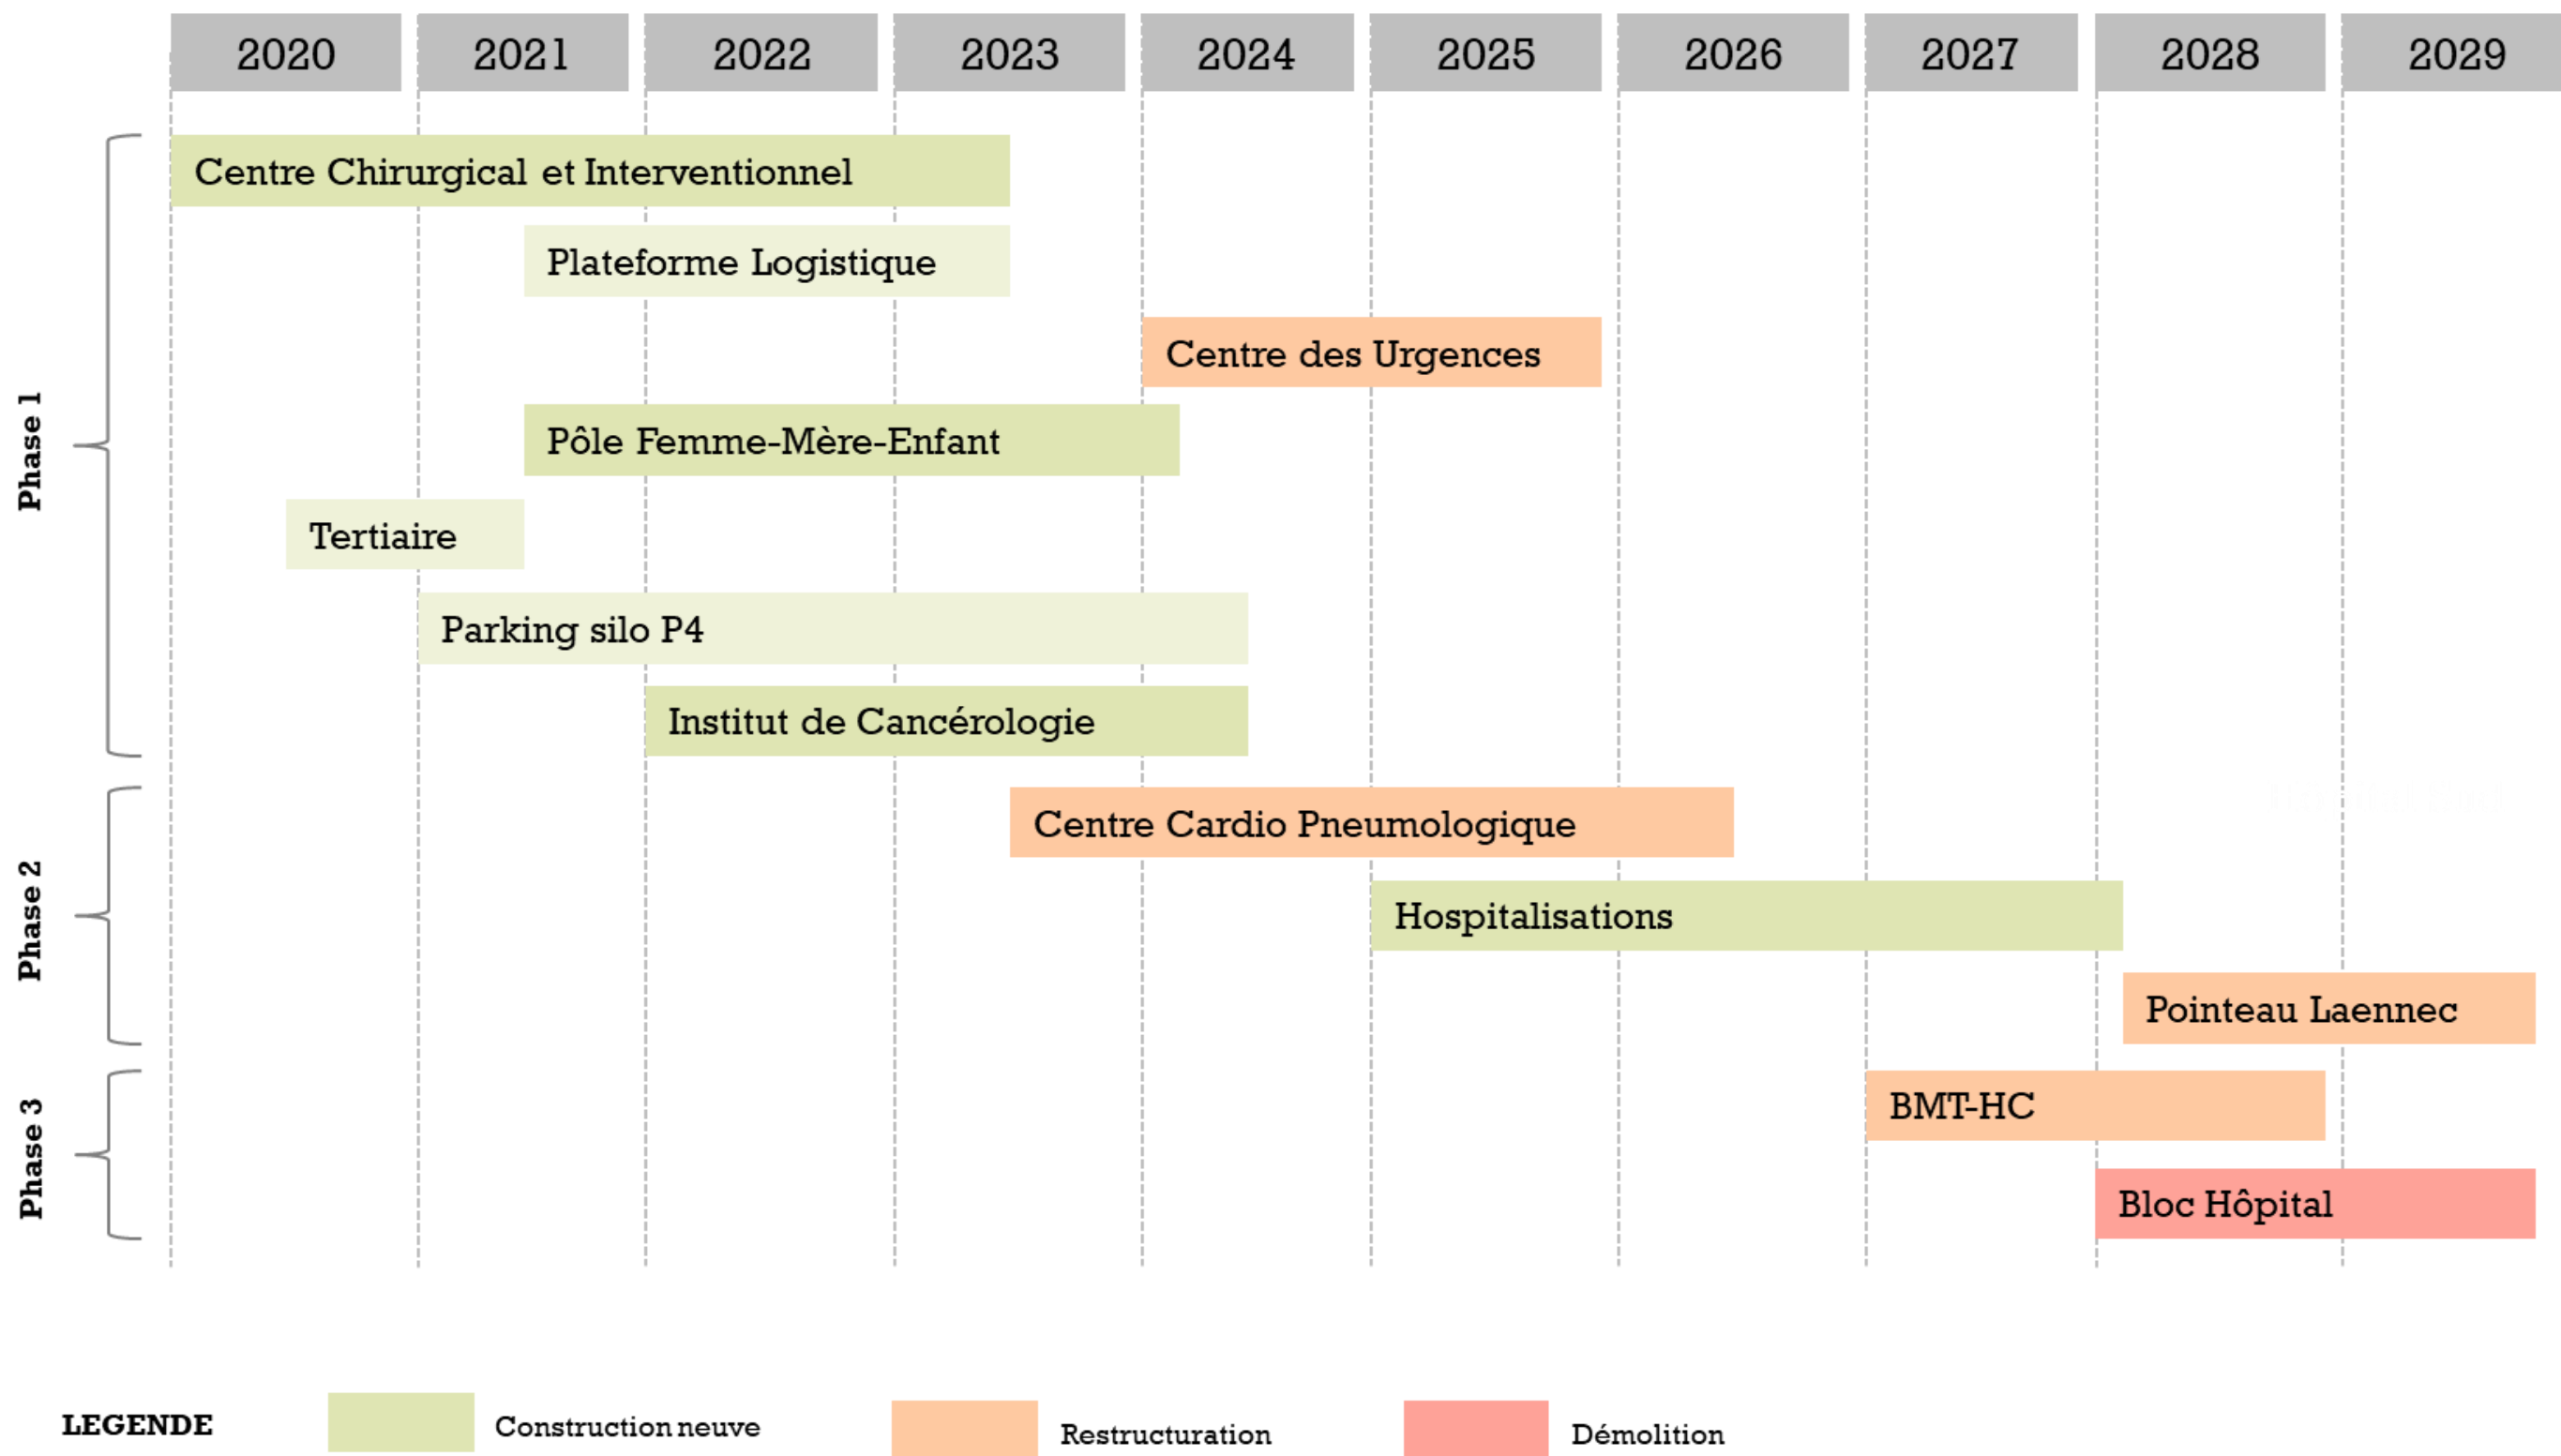 2020 2021 2022 2023 2024 2025 2026 2027 2028 2029
Phase 1
Centre Chirurgical et Interventionnel
Plateforme Logistique
Centre des Urgences
Pôle Femme-Mère-Enfant
Tertiaire
Parking silo P4
Institut de Cancérologie
Phase 2
Centre Cardio Pneumologique
Hospitalisations
Pointeau Laennec
Phase 3
BMT-HC
Bloc Hôpital
LEGENDE Construction neuve Restructuration Démolition